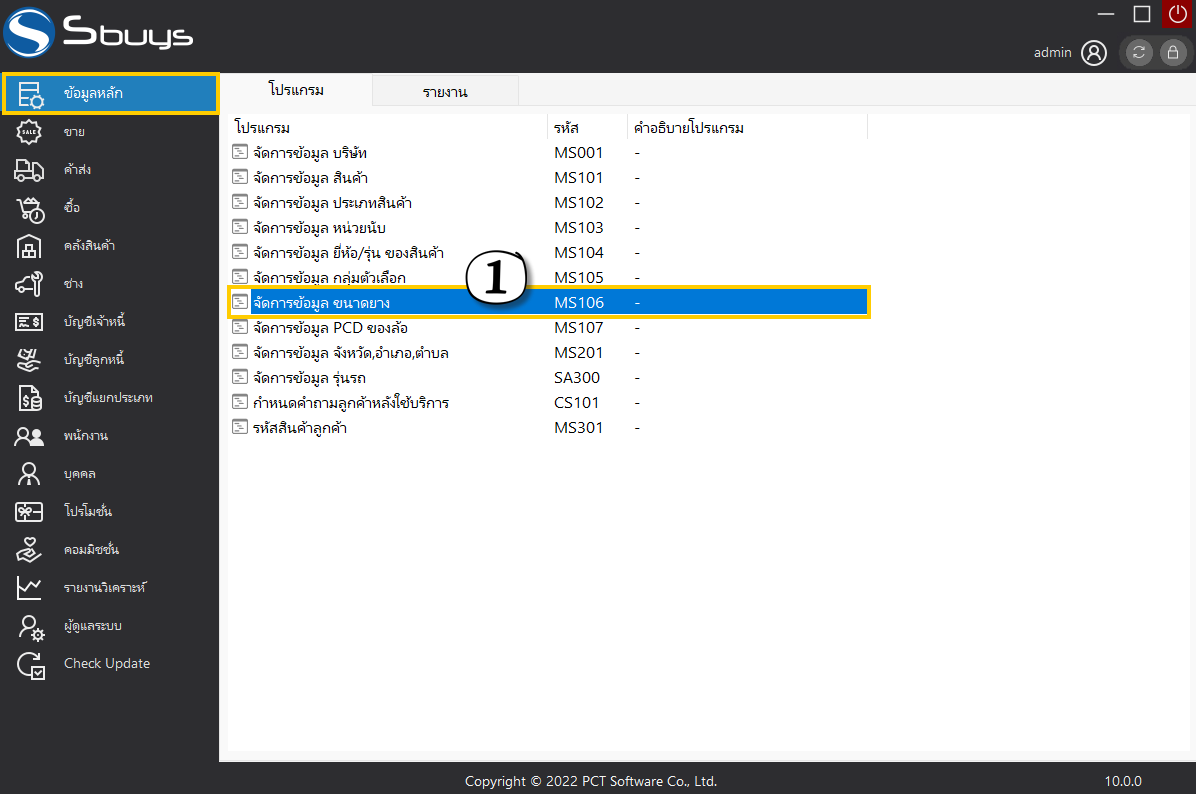 Sbuys
admin
ข้อมูลหลัก
ขาย
ค้าส่ง
ซื้อ
คลังสินค้า
ช่าง
บัญชีเจ้าหนี้
บัญชีลูกหนี้
บัญชีแยกประเภท
พนักงาน
บุคคล
โปรโมชั่น
คอมมิชชั่น
รายงานวิเคราะห์
ผู้ดูแลระบบ
Check Update
โปรแกรม รายงาน
โปรแกรม รหัส คำอธิบายโปรแกรม
จัดการข้อมูล บริษัท MS001 -
จัดการข้อมูล สินค้า MS101 -
จัดการข้อมูล ประเภทสินค้า MS102 -
จัดการข้อมูล หน่วยนับ MS103 -
จัดการข้อมูล ยี่ห้อ/รุ่น ของสินค้า MS104 -
จัดการข้อมูล กลุ่มตัวเลือก MS105 -
1
จัดการข้อมูล ขนาดยาง MS106 -
จัดการข้อมูล PCD ของล้อ MS107 -
จัดการข้อมูล จังหวัด,อำเภอ,ตำบล MS201 -
จัดการข้อมูล รุ่นรถ SA300 -
กำหนดคำถามลูกค้าหลังใช้บริการ CS101 -
รหัสสินค้าลูกค้า MS301 -
Copyright © 2022 PCT Software Co., Ltd. 10.0.0